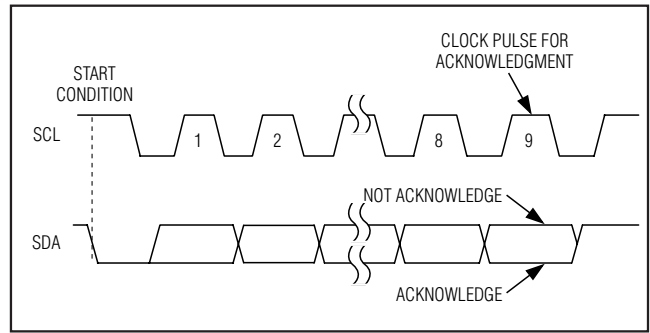 CLOCK PULSE FOR
ACKNOWLEDGMENT
START
CONDITION
SCL
1
2
8
9
NOT ACKNOWLEDGE
SDA
ACKNOWLEDGE